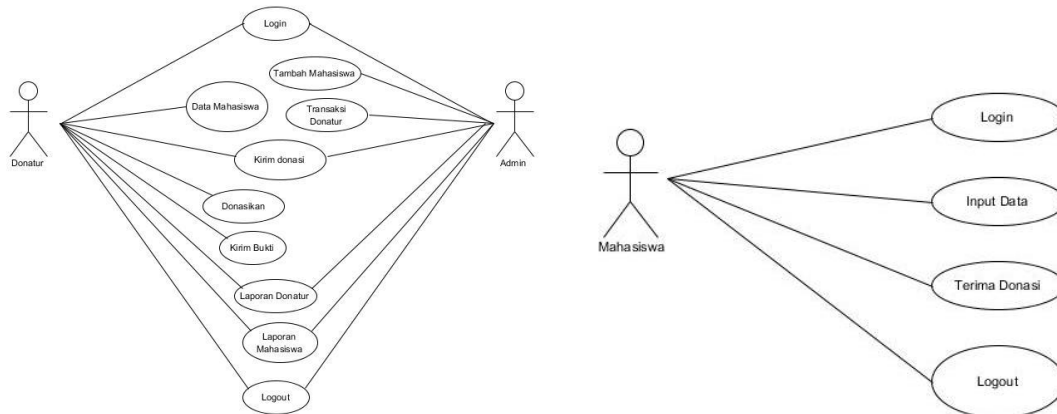 Login
Tambah Mahasiswa
Data Mahasiswa
Transaksi
Donatur
Donatur
Admin
Kirim donasi
Donasikan
Kirim Bukti
Laporan Donatur
Laporan
Mahasiswa
Logout
Mahasiswa
Login
Input Data
Terima Donasi
Logout